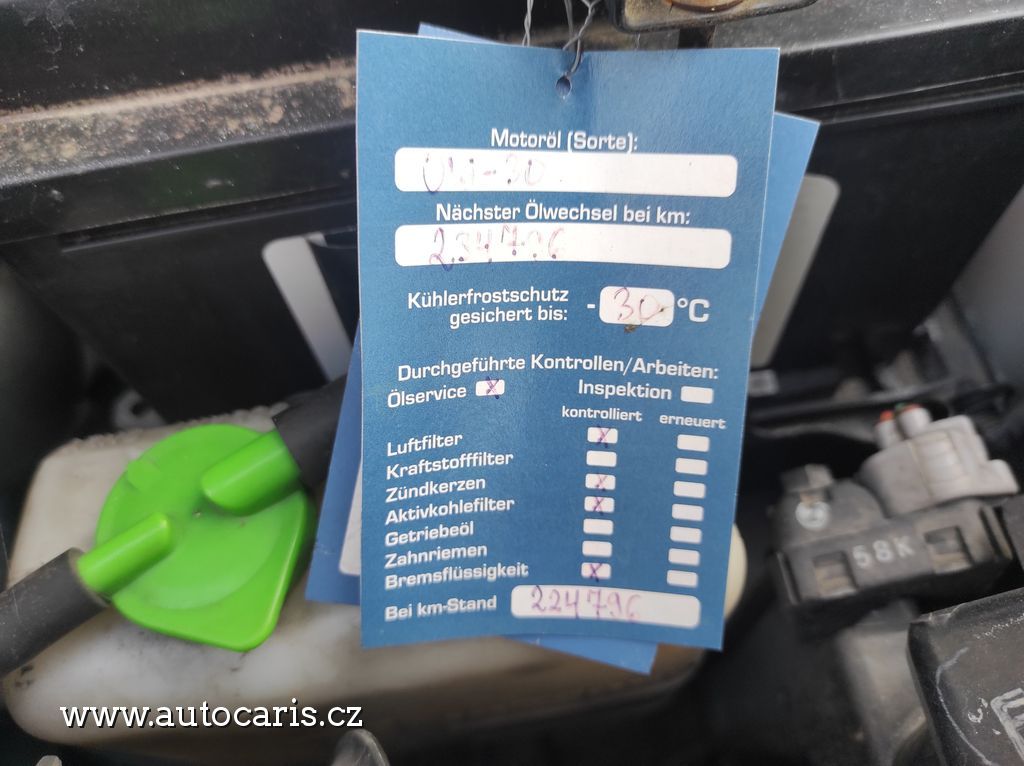 Motoröl (Sorte):
Nächster Ölwechsel bei km:
234796
Kühlerfrostschutz
gesichert bis:
- 30 °C
Durchgeführte Kontrollen/Arbeiten:
Ölservice X Inspektion
kontrolliert erneuert
Luftfilter X
Kraftstofffilter
Zündkerzen X
Aktivkohlefilter X
Getriebeöl
Zahnriemen
Bremsflüssigkeit X
Bei km-Stand 224796
58K
www.autocaris.cz